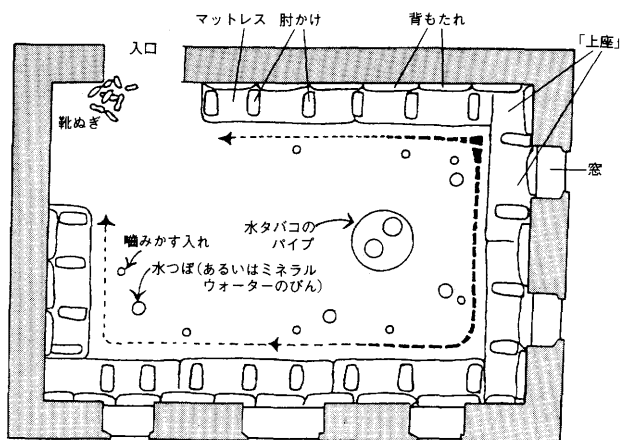 入口
マットレス
肘かけ
背もたれ
「上座」
靴ぬぎ
窓
水タバコの
パイプ
嚙みかす入れ
水つぼ(あるいはミネラル
ウォーターのびん)